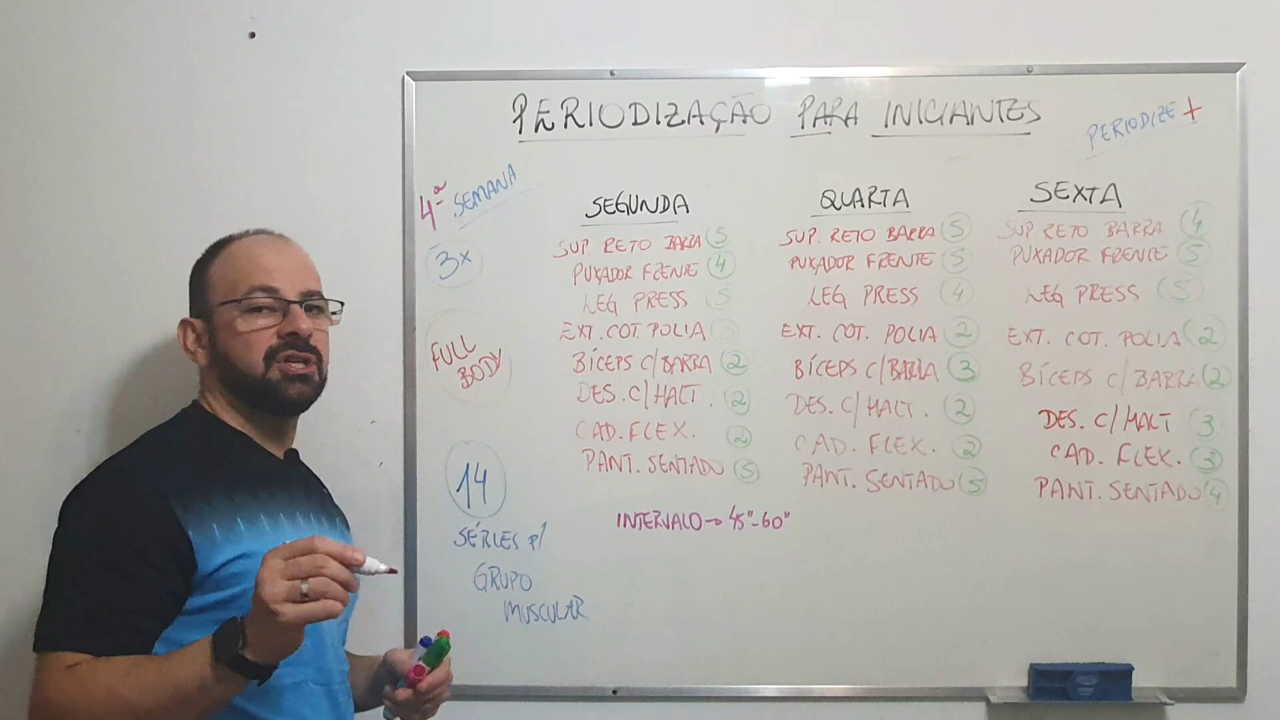 PERIODIZAÇÃO PARA INICIANTES
PERIODIZE +
4ª SEMANA
3x
FULL
BODY
14
SÉRIES P/
GRUPO
MUSCULAR
SEGUNDA
SUP. RETO BARRA 5
PUXADOR FRENTE 4
LEG PRESS 5
EXT. COT. POLIA
BÍCEPS C/BARRA 2
DES. C/HALT. 2
CAD. FLEX. 2
PANT. SENTADO 5
INTERVALO → 45"-60"
QUARTA
SUP. RETO BARRA 5
PUXADOR FRENTE 5
LEG PRESS 4
EXT. COT. POLIA 2
BÍCEPS C/BARRA 3
DES. C/HALT. 2
CAD. FLEX. 2
PANT. SENTADO 5
SEXTA
SUP. RETO BARRA 4
PUXADOR FRENTE 5
LEG PRESS 5
EXT. COT. POLIA 2
BÍCEPS C/BARRA 2
DES. C/HALT 3
CAD. FLEX. 3
PANT. SENTADO 4